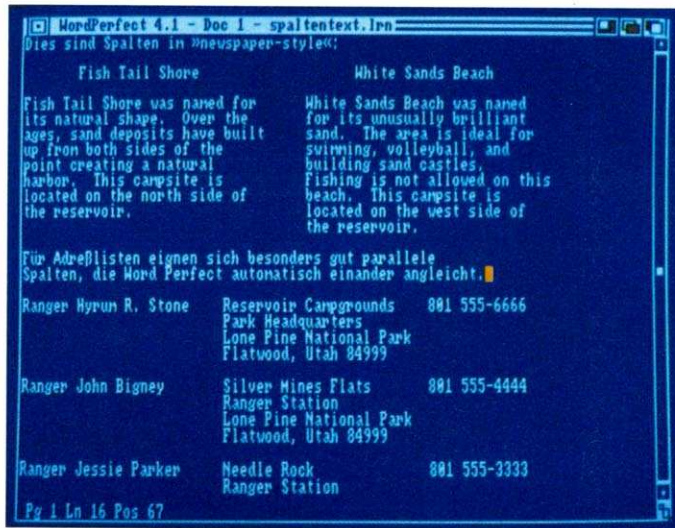 WordPerfect 4.1 - Doc 1 - spaltentext.lrn
Dies sind Spalten in »newspaper-style«:
Fish Tail Shore
Fish Tail Shore was named for
its natural shape. Over the
ages, sand deposits have built
up from both sides of the
point creating a natural
harbor. This campsite is
located on the north side of
the reservoir.
White Sands Beach
White Sands Beach was named
for its unusually brilliant
sand. The area is ideal for
swimming, volleyball, and
building sand castles,
Fishing is not allowed on this
beach. This campsite is
located on the west side of
the reservoir.
Für Adreßlisten eignen sich besonders gut parallele
Spalten, die Word Perfect automatisch einander angleicht.
Ranger Hyrum R. Stone Reservoir Campgrounds 801 555-6666
Park Headquarters
Lone Pine National Park
Flatwood, Utah 84999
Ranger John Bigney Silver Mines Flats 801 555-4444
Ranger Station
Lone Pine National Park
Flatwood, Utah 84999
Ranger Jessie Parker Needle Rock 801 555-3333
Ranger Station
Pg 1 Ln 16 Pos 67